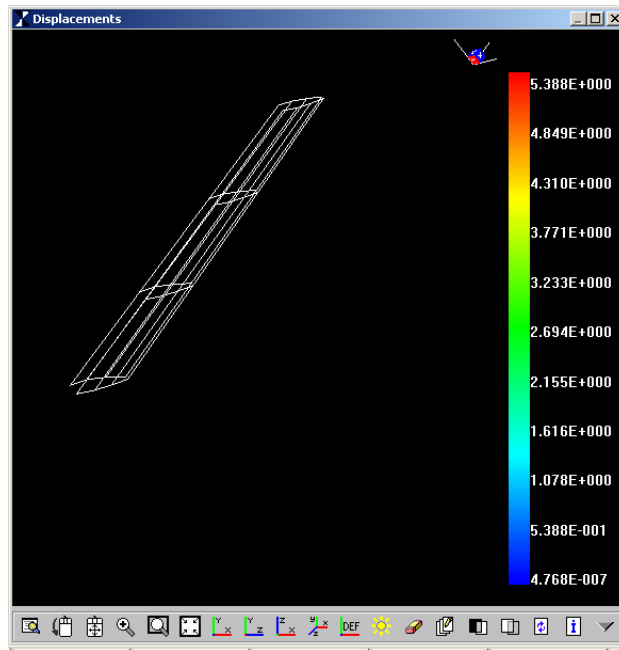 Displacements
5.388E+000
4.849E+000
4.310E+000
3.771E+000
3.233E+000
2.694E+000
2.155E+000
1.616E+000
1.078E+000
5.388E-001
4.768E-007
Y X Y Z Z X y x z DEF i